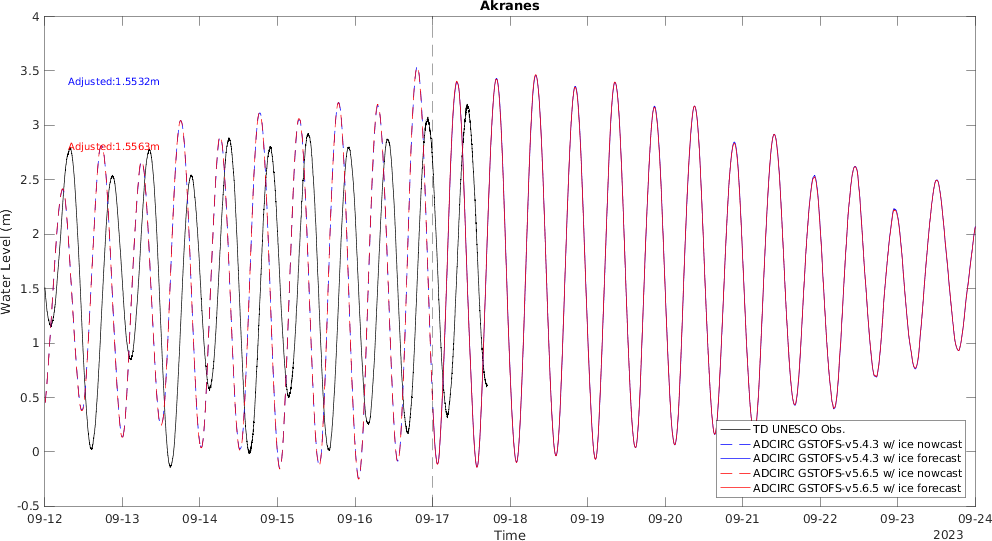 Akranes
4
3.5
3
2.5
2
1.5
1
0.5
0
-0.5
Water Level (m)
Adjusted:1.5532m
Adjusted:1.5563m
TD UNESCO Obs.
ADCIRC GSTOFS-v5.4.3 w/ ice nowcast
ADCIRC GSTOFS-v5.4.3 w/ ice forecast
ADCIRC GSTOFS-v5.6.5 w/ ice nowcast
ADCIRC GSTOFS-v5.6.5 w/ ice forecast
09-12 09-13 09-14 09-15 09-16 09-17 09-18 09-19 09-20 09-21 09-22 09-23 09-24
Time
2023